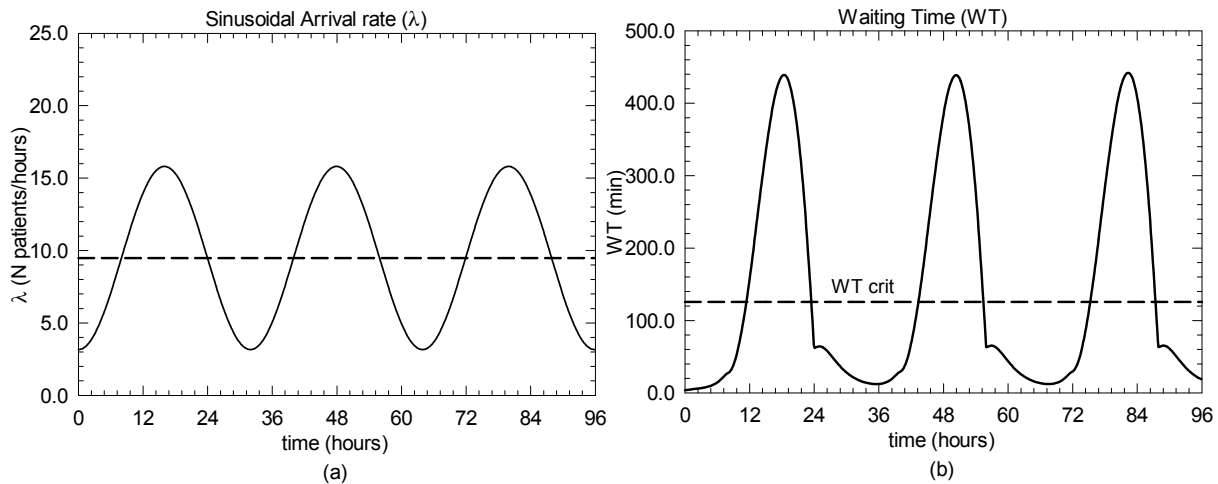 Sinusoidal Arrival rate (λ)
25.0
20.0
15.0
10.0
5.0
0.0
λ (N patients/hours)
0 12 24 36 48 60 72 84 96
time (hours)
(a)
Waiting Time (WT)
500.0
400.0
300.0
200.0
100.0
0.0
WT (min)
WT crit
0 12 24 36 48 60 72 84 96
time (hours)
(b)